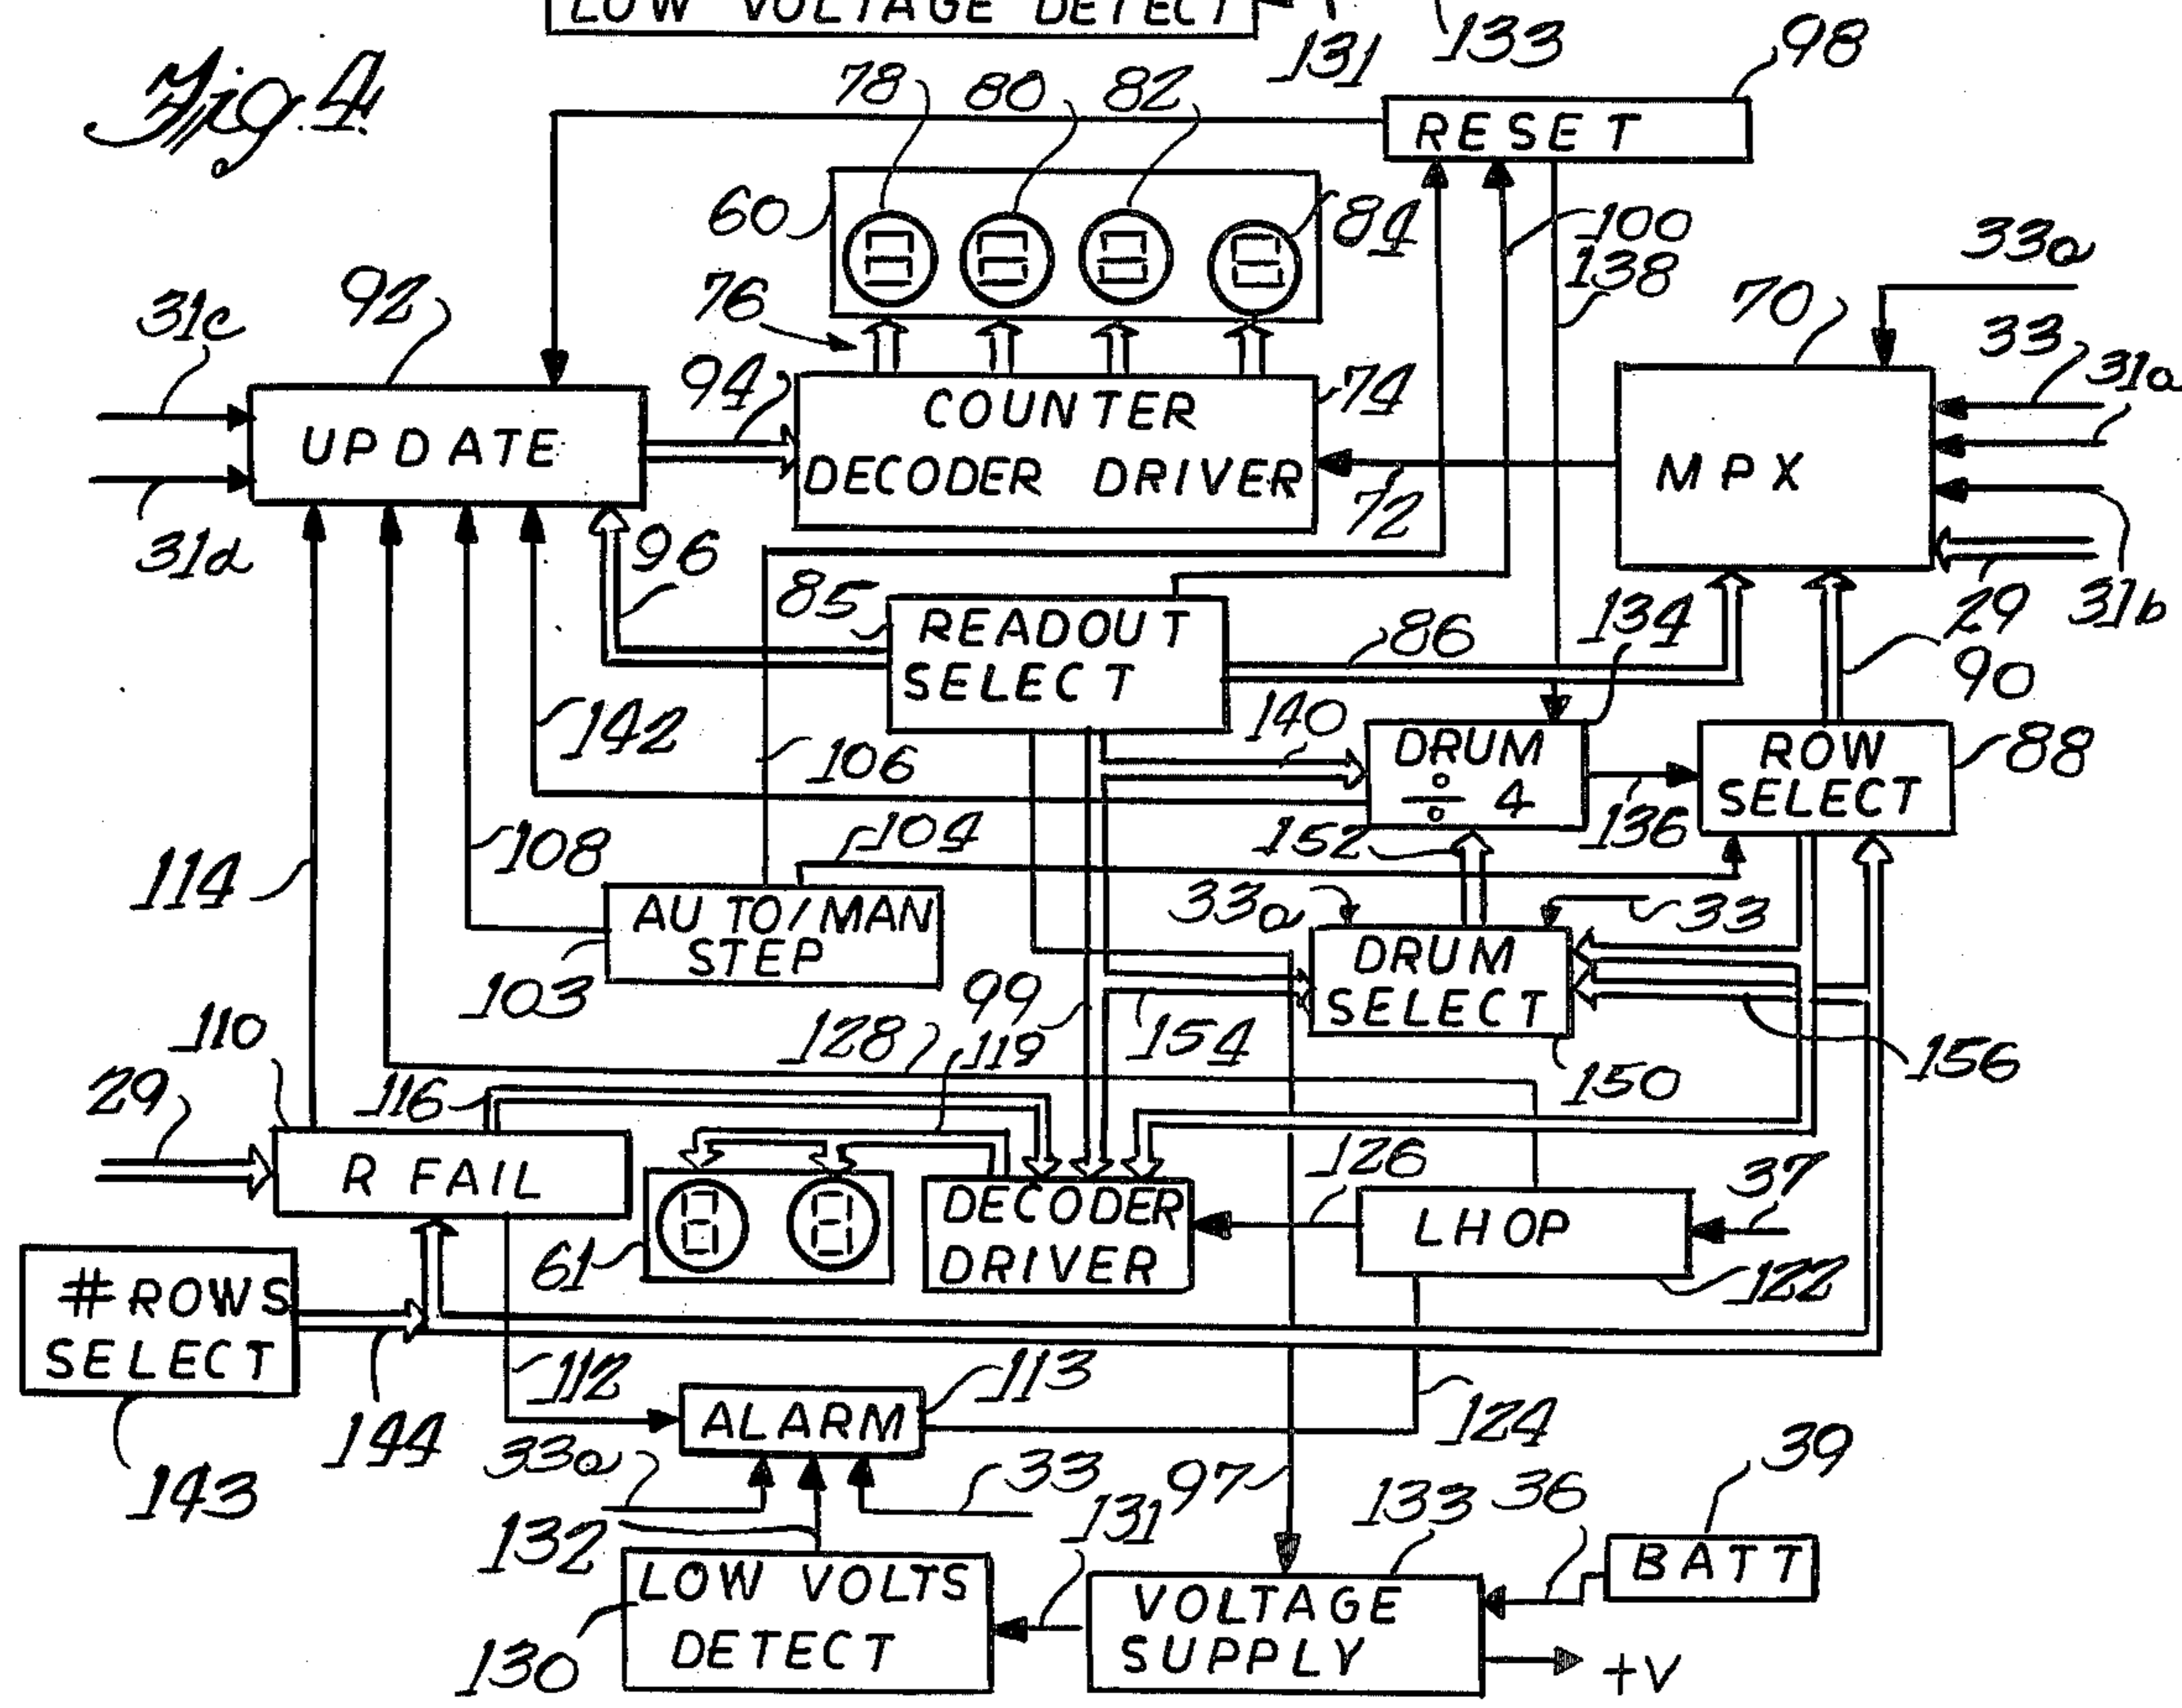 LOW VOLTAGE DETECT
131
133
98
Fig. 4
78
80
82
RESET
60
84
100
138
33a
76
70
33
31a
31c
92
94
COUNTER
DECODER DRIVER
74
UPDATE
MPX
72
31d
96
85
READOUT
SELECT
86
134
29
31b
90
142
106
140
DRUM
÷ 4
ROW
SELECT
88
136
152
104
108
114
33a
33
AUTO/MAN
STEP
DRUM
SELECT
103
99
128
119
154
150
156
110
29
116
R FAIL
126
37
61
DECODER
DRIVER
LHOP
122
# ROWS
SELECT
112
113
ALARM
124
144
143
33a
33
97
39
132
131
133
36
BATT
LOW VOLTS
DETECT
VOLTAGE
SUPPLY
130
+V